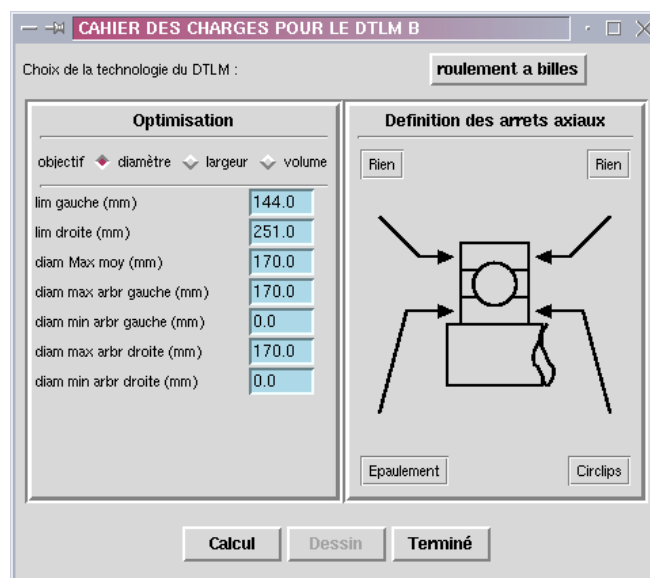 CAHIER DES CHARGES POUR LE DTLM B
Choix de la technologie du DTLM :
roulement a billes
Optimisation
objectif diamètre largeur volume
lim gauche (mm) 144.0
lim droite (mm) 251.0
diam Max moy (mm) 170.0
diam max arbr gauche (mm) 170.0
diam min arbr gauche (mm) 0.0
diam max arbr droite (mm) 170.0
diam min arbr droite (mm) 0.0
Definition des arrets axiaux
Rien Rien
Epaulement Circlips
Calcul Dessin Terminé